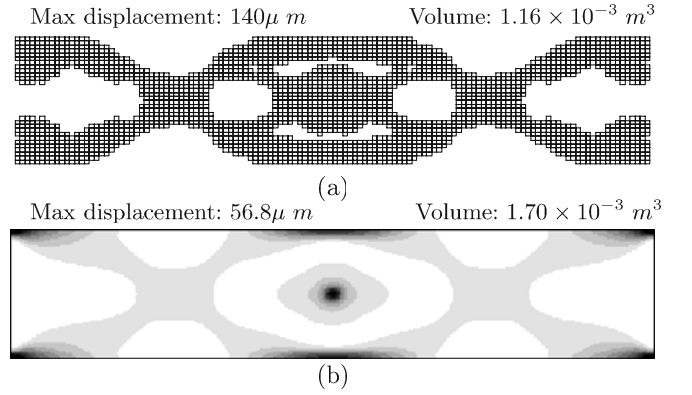 Max displacement: 140μ m Volume: 1.16 × 10⁻³ m³
(a)
Max displacement: 56.8μ m Volume: 1.70 × 10⁻³ m³
(b)